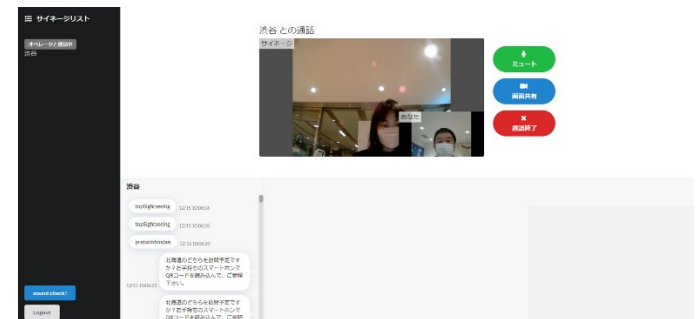 サイネージリスト
オペレータと通話中
渋谷
sound check!
Logout
渋谷 との通話
サイネージ
あなた
ミュート
画面共有
通話終了
渋谷
topSightseeing
12/15 10:06:18
topSightseeing
12/15 10:06:18
12/15 10:06:20
北海道のどちらを訪問予定です
か？お手持ちのスマートホンで
QRコードを読み込んで、ご参照
下さい。
北海道のどちらを訪問予定です
か？お手持ちのスマートホンで
QRコードを読み込んで、ご参照